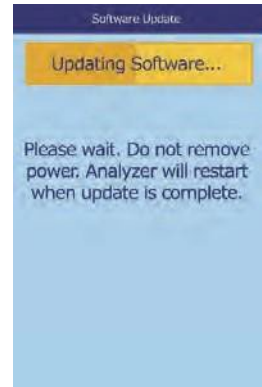 Software Update
Updating Software...
Please wait. Do not remove
power. Analyzer will restart
when update is complete.